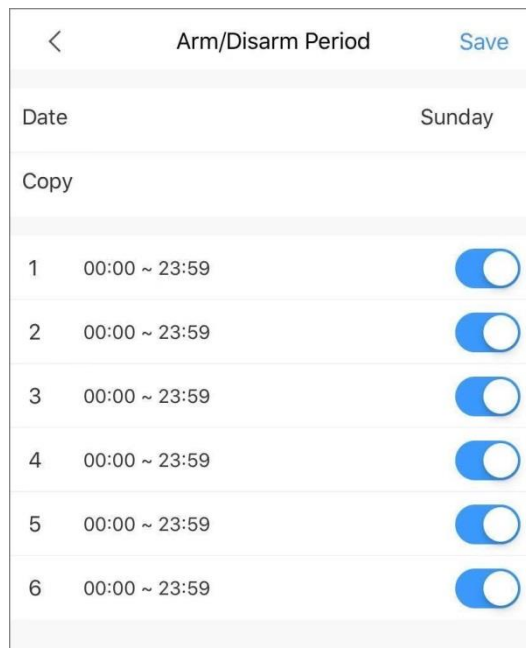 Arm/Disarm Period Save
Date Sunday
Copy
1 00:00 ~ 23:59
2 00:00 ~ 23:59
3 00:00 ~ 23:59
4 00:00 ~ 23:59
5 00:00 ~ 23:59
6 00:00 ~ 23:59